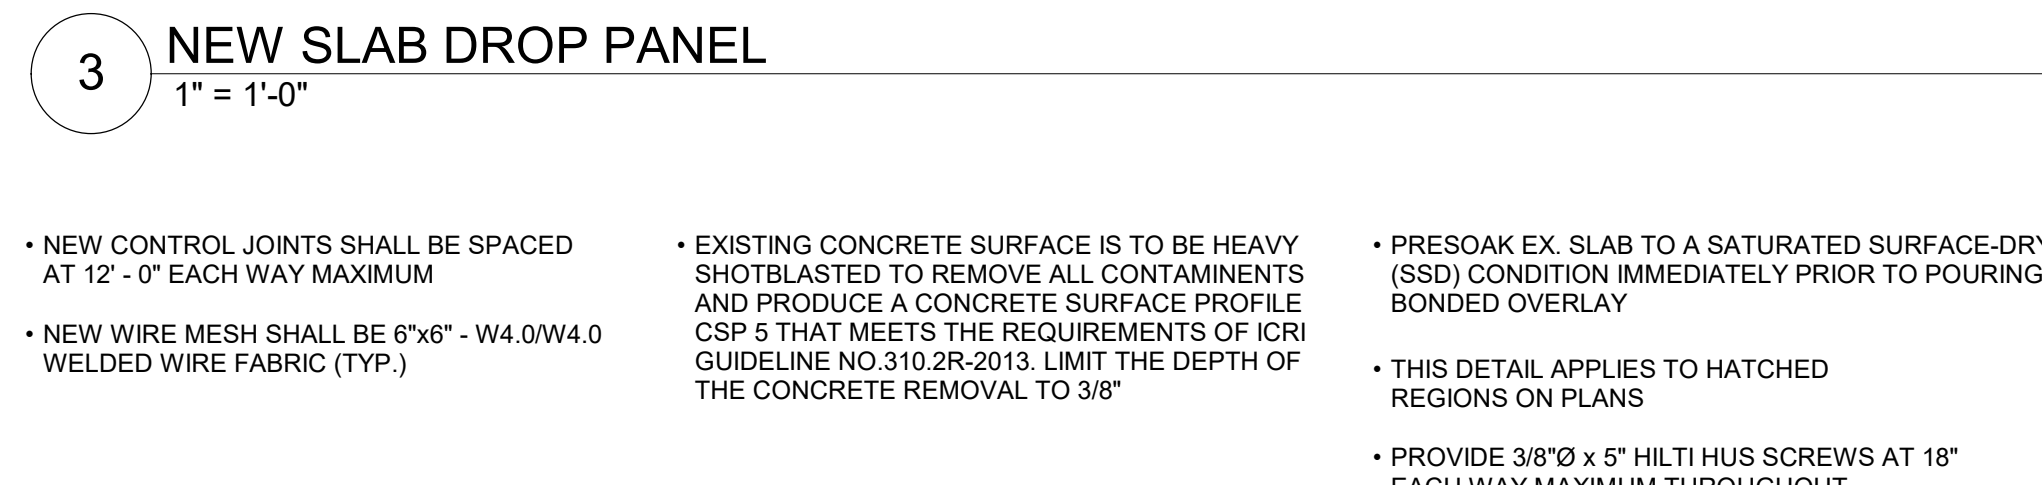 3
NEW SLAB DROP PANEL
1" = 1'-0"
• NEW CONTROL JOINTS SHALL BE SPACED
AT 12' - 0" EACH WAY MAXIMUM
• NEW WIRE MESH SHALL BE 6"x6" - W4.0/W4.0
WELDED WIRE FABRIC (TYP.)
• EXISTING CONCRETE SURFACE IS TO BE HEAVY
SHOTBLASTED TO REMOVE ALL CONTAMINENTS
AND PRODUCE A CONCRETE SURFACE PROFILE
CSP 5 THAT MEETS THE REQUIREMENTS OF ICRI
GUIDELINE NO.310.2R-2013. LIMIT THE DEPTH OF
THE CONCRETE REMOVAL TO 3/8"
• PRESOAK EX. SLAB TO A SATURATED SURFACE-DRY
(SSD) CONDITION IMMEDIATELY PRIOR TO POURING
BONDED OVERLAY
• THIS DETAIL APPLIES TO HATCHED
REGIONS ON PLANS
• PROVIDE 3/8"Ø x 5" HILTI HUS SCREWS AT 18"
EACH WAY MAXIMUM THROUGHOUT